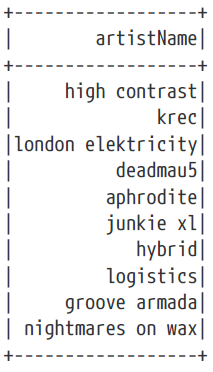 +------------------+
|        artistName|
+------------------+
|     high contrast|
|              krec|
|london elektricity|
|          deadmau5|
|         aphrodite|
|         junkie xl|
|            hybrid|
|         logistics|
|     groove armada|
| nightmares on wax|
+------------------+